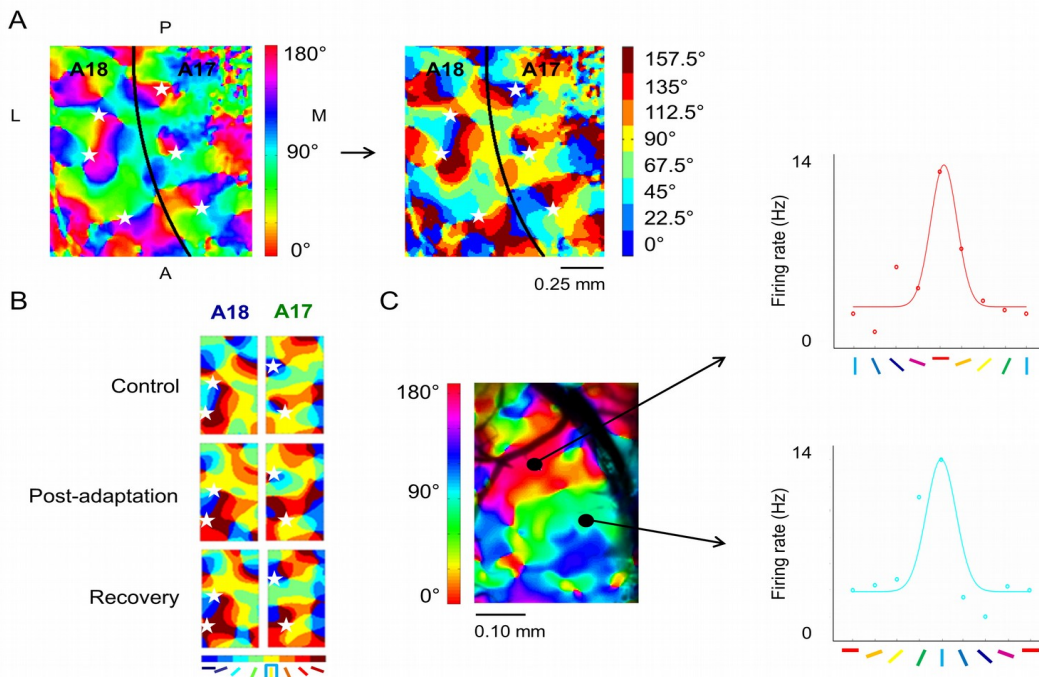 A
P
A18
A17
180°
90°
0°
L
M
A
A18
A17
157.5°
135°
112.5°
90°
67.5°
45°
22.5°
0°
0.25 mm
B
A18
A17
Control
Post-adaptation
Recovery
C
180°
90°
0°
0.10 mm
14
Firing rate (Hz)
0
14
Firing rate (Hz)
0